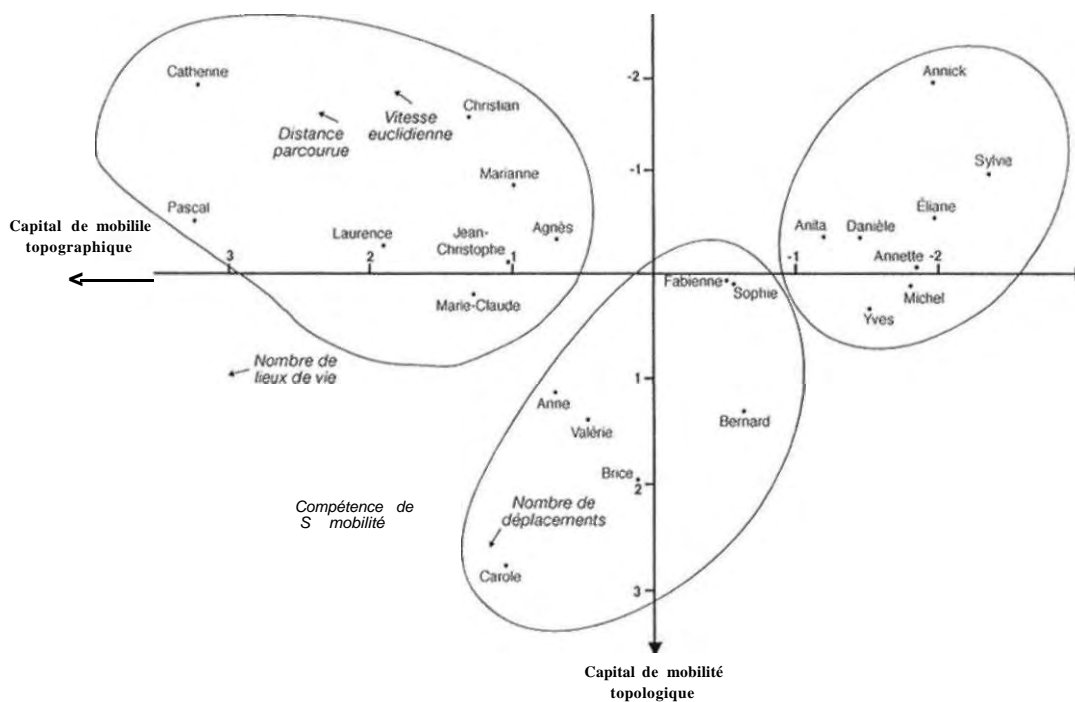 -2
Annick
Catherine
Christian
Vitesse
euclidienne
Distance
parcourue
-1
Sylvie
Marianne
Pascal
Éliane
Capital de mobilile
topographique
Laurence
Jean-
Christophe
Agnès
Anita
Danièle
Annette
3
2
1
-1
-2
Fabienne
Sophie
Michel
Marie-Claude
Yves
Nombre de
lieux de vie
1
Anne
Bernard
Valérie
Brice
2
Compétence de
S mobilité
Nombre de
déplacements
Carole
3
Capital de mobilité
topologique